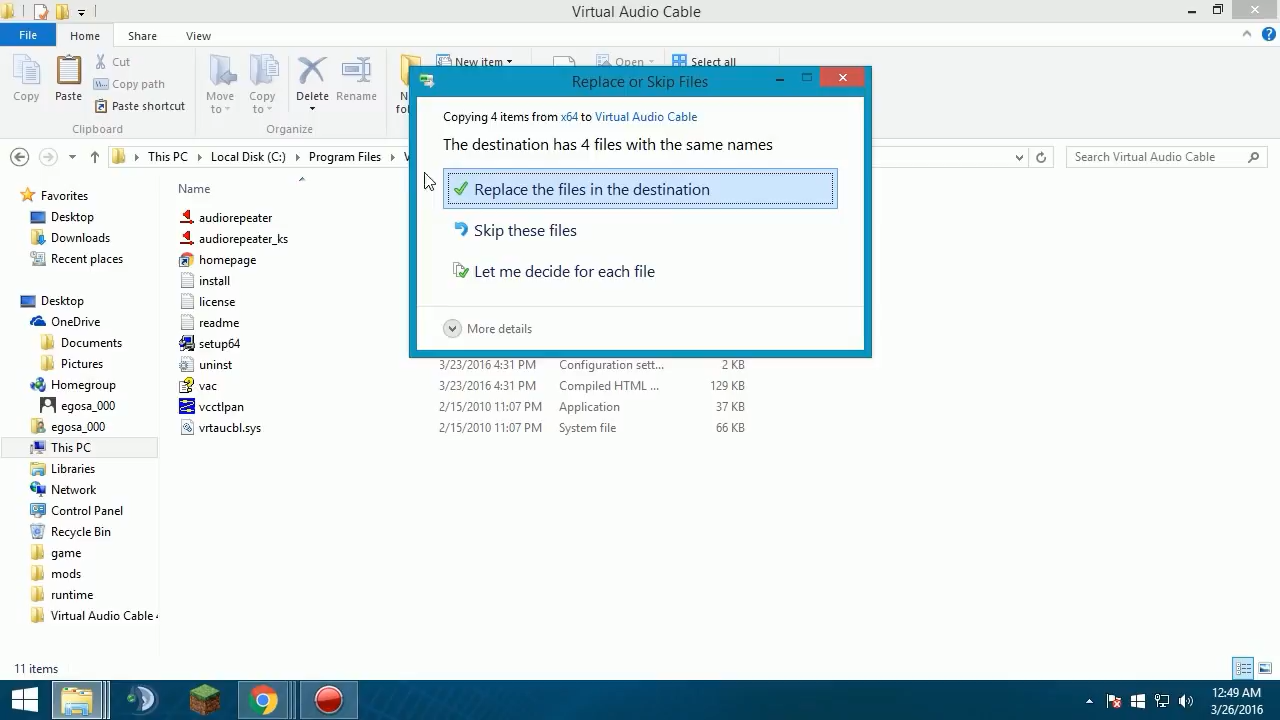 Virtual Audio Cable
File
Home
Share
View
Copy
Paste
Cut
Copy path
Paste shortcut
Clipboard
Move
to
Copy
to
Delete
Rename
Organize
New item
Open
Select all
Replace or Skip Files
Copying 4 items from x64 to Virtual Audio Cable
The destination has 4 files with the same names
Replace the files in the destination
Skip these files
Let me decide for each file
More details
This PC
Local Disk (C:)
Program Files
Search Virtual Audio Cable
Favorites
Desktop
Downloads
Recent places
Desktop
OneDrive
Documents
Pictures
Homegroup
egosa_000
egosa_000
This PC
Libraries
Network
Control Panel
Recycle Bin
game
mods
runtime
Virtual Audio Cable
Name
audiorepeater
audiorepeater_ks
homepage
install
license
readme
setup64
uninst 3/23/2016 4:31 PM Configuration sett... 2 KB
vac 3/23/2016 4:31 PM Compiled HTML ... 129 KB
vcctlpan 2/15/2010 11:07 PM Application 37 KB
vrtaucbl.sys 2/15/2010 11:07 PM System file 66 KB
11 items
12:49 AM
3/26/2016